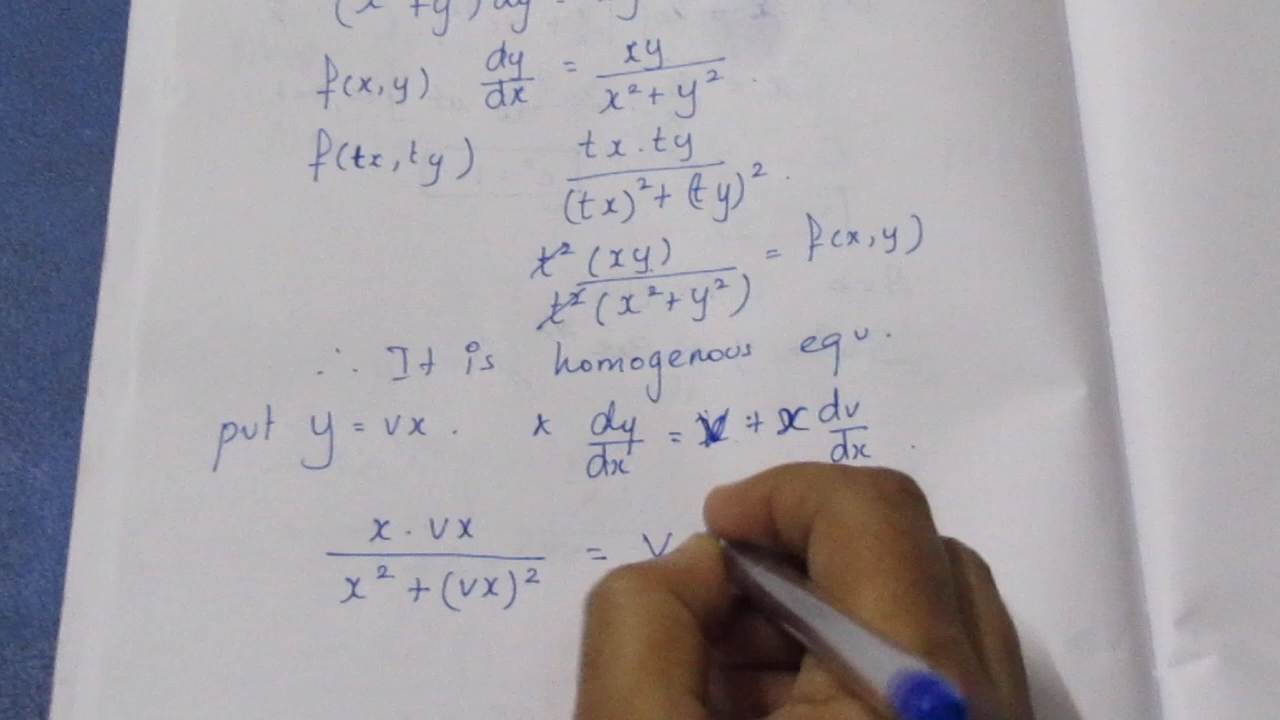 f(x,y) dy/dx = xy/(x² + y²)
f(tx, ty) tx.ty/((tx)² + (ty)²).
t²(xy)/(t²(x² + y²)) = f(x,y)
∴ It is homogenous equ.
put y = vx. x dy/dx = v + x dv/dx.
x.vx/(x² + (vx)²) = v